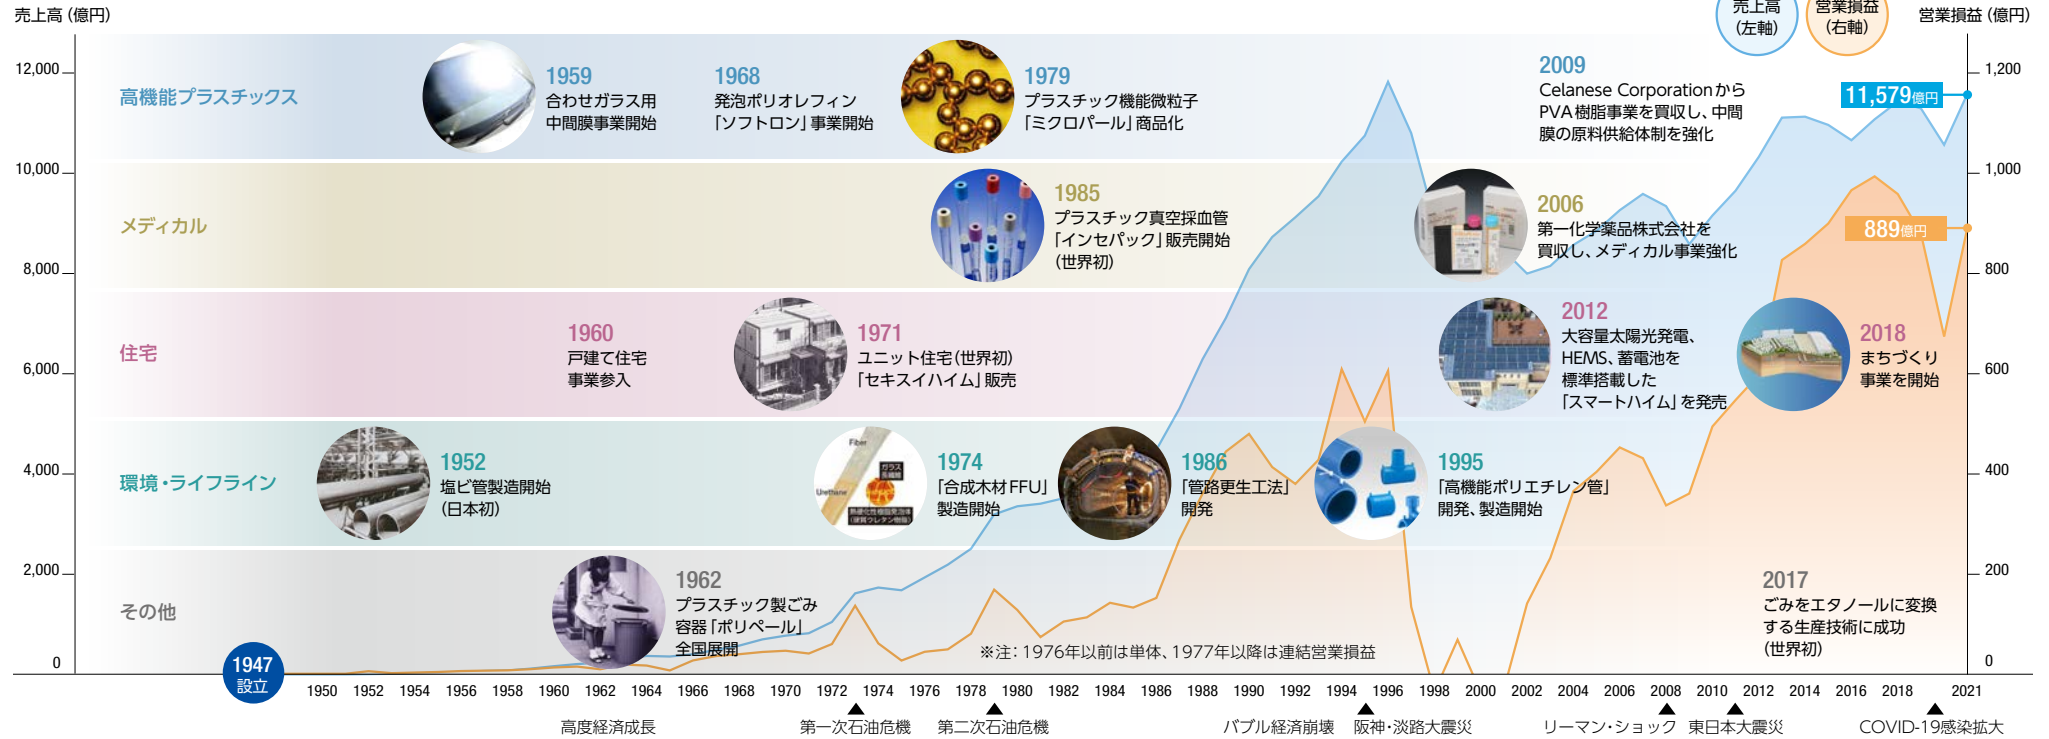 売上高（億円）
売上高
（左軸）
営業損益
（右軸）
営業損益（億円）
12,000
10,000
8,000
6,000
4,000
2,000
0
1,200
1,000
800
600
400
200
0
高機能プラスチックス
1959
合わせガラス用
中間膜事業開始
1968
発泡ポリオレフィン
「ソフトロン」事業開始
1979
プラスチック機能微粒子
「ミクロパール」商品化
2009
Celanese Corporationから
PVA樹脂事業を買収し、中間
膜の原料供給体制を強化
11,579億円
メディカル
1985
プラスチック真空採血管
「インセパック」販売開始
（世界初）
2006
第一化学薬品株式会社を
買収し、メディカル事業強化
889億円
住宅
1960
戸建て住宅
事業参入
1971
ユニット住宅（世界初）
「セキスイハイム」販売
2012
大容量太陽光発電、
HEMS、蓄電池を
標準搭載した
「スマートハイム」を発売
2018
まちづくり
事業を開始
環境・ライフライン
1952
塩ビ管製造開始
（日本初）
Fiber
ガラス
長繊維
Urethane
熱硬化性樹脂発泡体
（硬質ウレタン樹脂）
1974
「合成木材FFU」
製造開始
1986
「管路更生工法」
開発
1995
「高機能ポリエチレン管」
開発、製造開始
その他
1962
プラスチック製ごみ
容器「ポリペール」
全国展開
2017
ごみをエタノールに変換
する生産技術に成功
（世界初）
※注：1976年以前は単体、1977年以降は連結営業損益
1947
設立
1950 1952 1954 1956 1958 1960 1962 1964 1966 1968 1970 1972 1974 1976 1978 1980 1982 1984 1986 1988 1990 1992 1994 1996 1998 2000 2002 2004 2006 2008 2010 2012 2014 2016 2018 2021
高度経済成長 ▲第一次石油危機 ▲第二次石油危機 バブル経済崩壊 ▲阪神・淡路大震災 ▲リーマン・ショック ▲東日本大震災 ▲COVID-19感染拡大